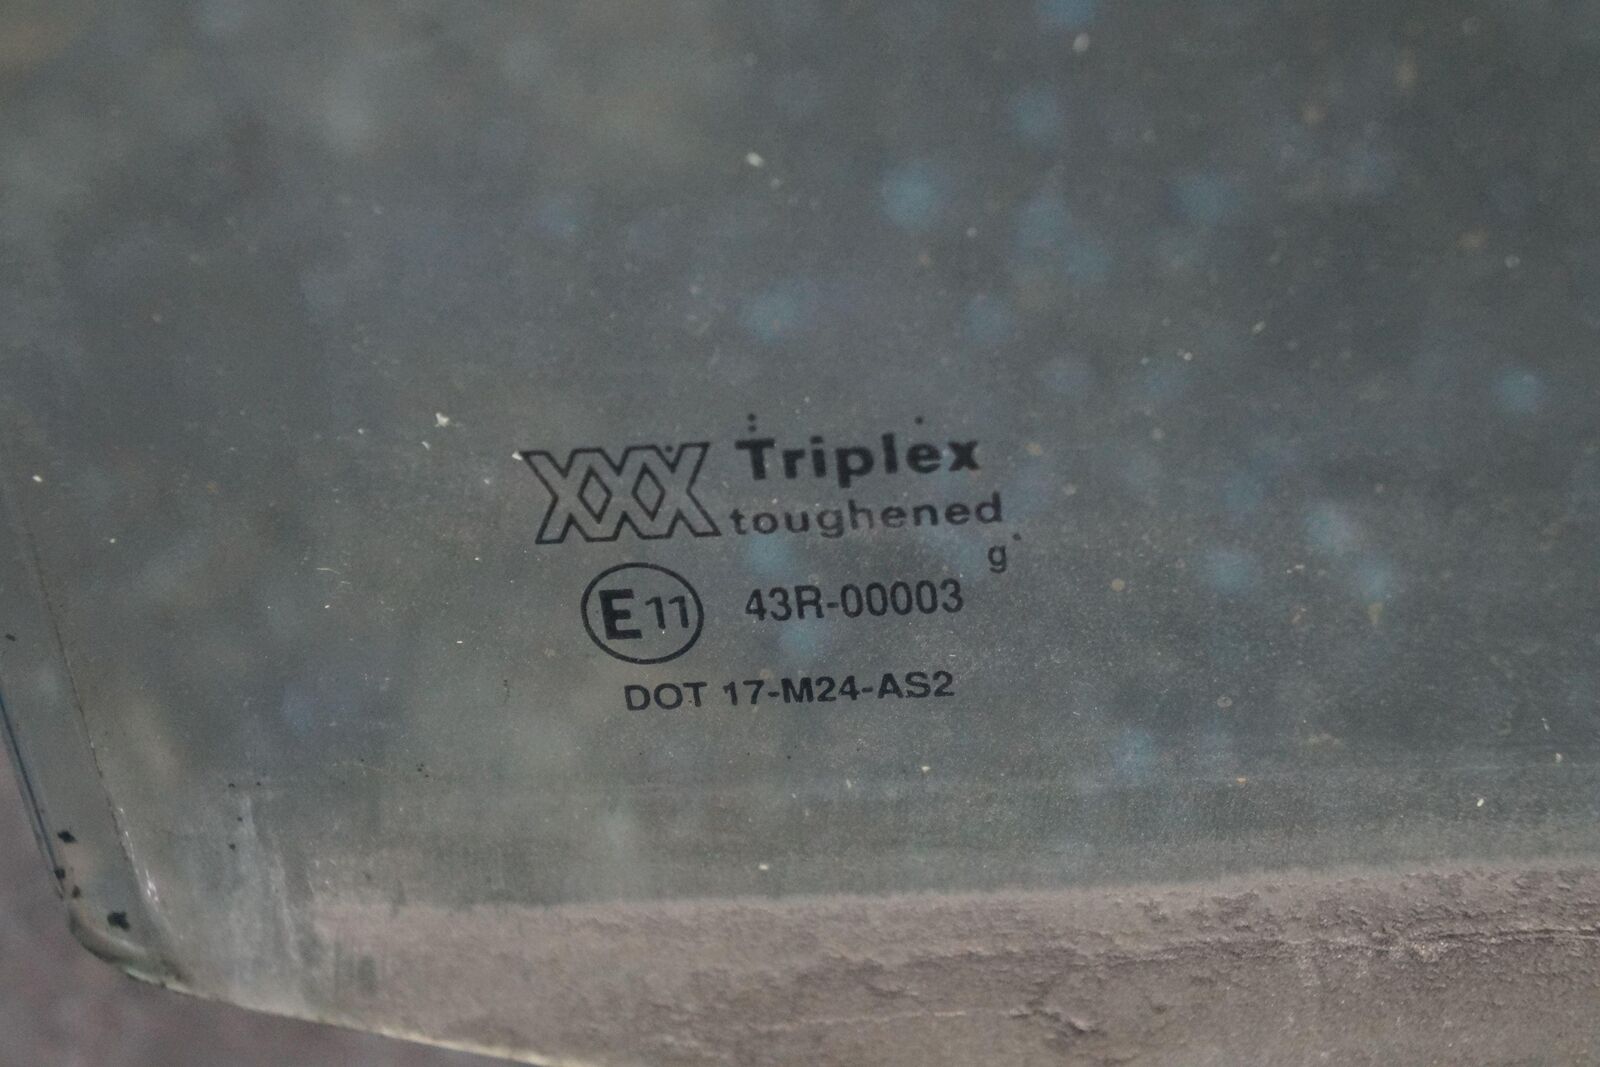 XXX Triplex
toughened
g
E11 43R-00003
DOT 17-M24-AS2